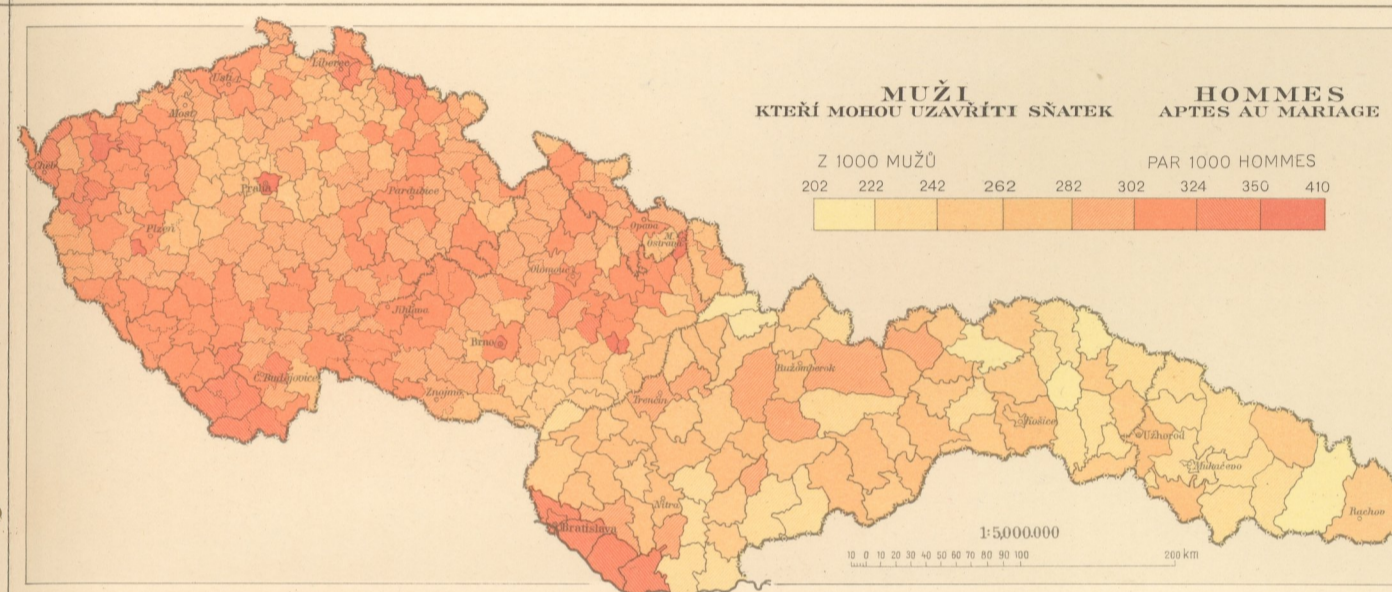 MUŽI
KTEŘÍ MOHOU UZAVŘÍTI SŇATEK
HOMMES
APTES AU MARIAGE
Z 1000 MUŽŮ
PAR 1000 HOMMES
202 222 242 262 282 302 324 350 410
Liberec
Ústí
Most
Cheb
Praha
Pardubice
Plzeň
Opava
M. Ostrava
Olomouc
Jihlava
Brno
Č. Budějovice
Znojmo
Ružomberok
Trenčín
Košice
Užhorod
Mukačevo
Nitra
Bratislava
Rachov
1:5,000.000
10 0 10 20 30 40 50 60 70 80 90 100 200 km